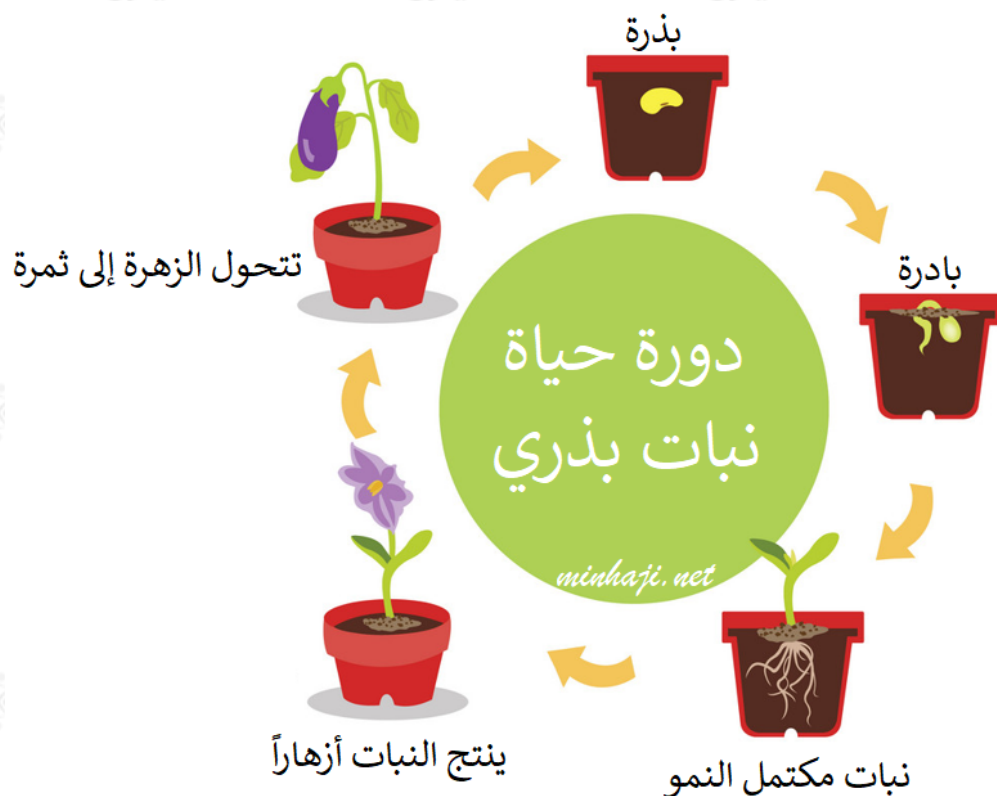 بذرة
بادرة
تتحول الزهرة إلى ثمرة
دورة حياة
نبات بذري
minhaji.net
ينتج النبات أزهاراً
نبات مكتمل النمو